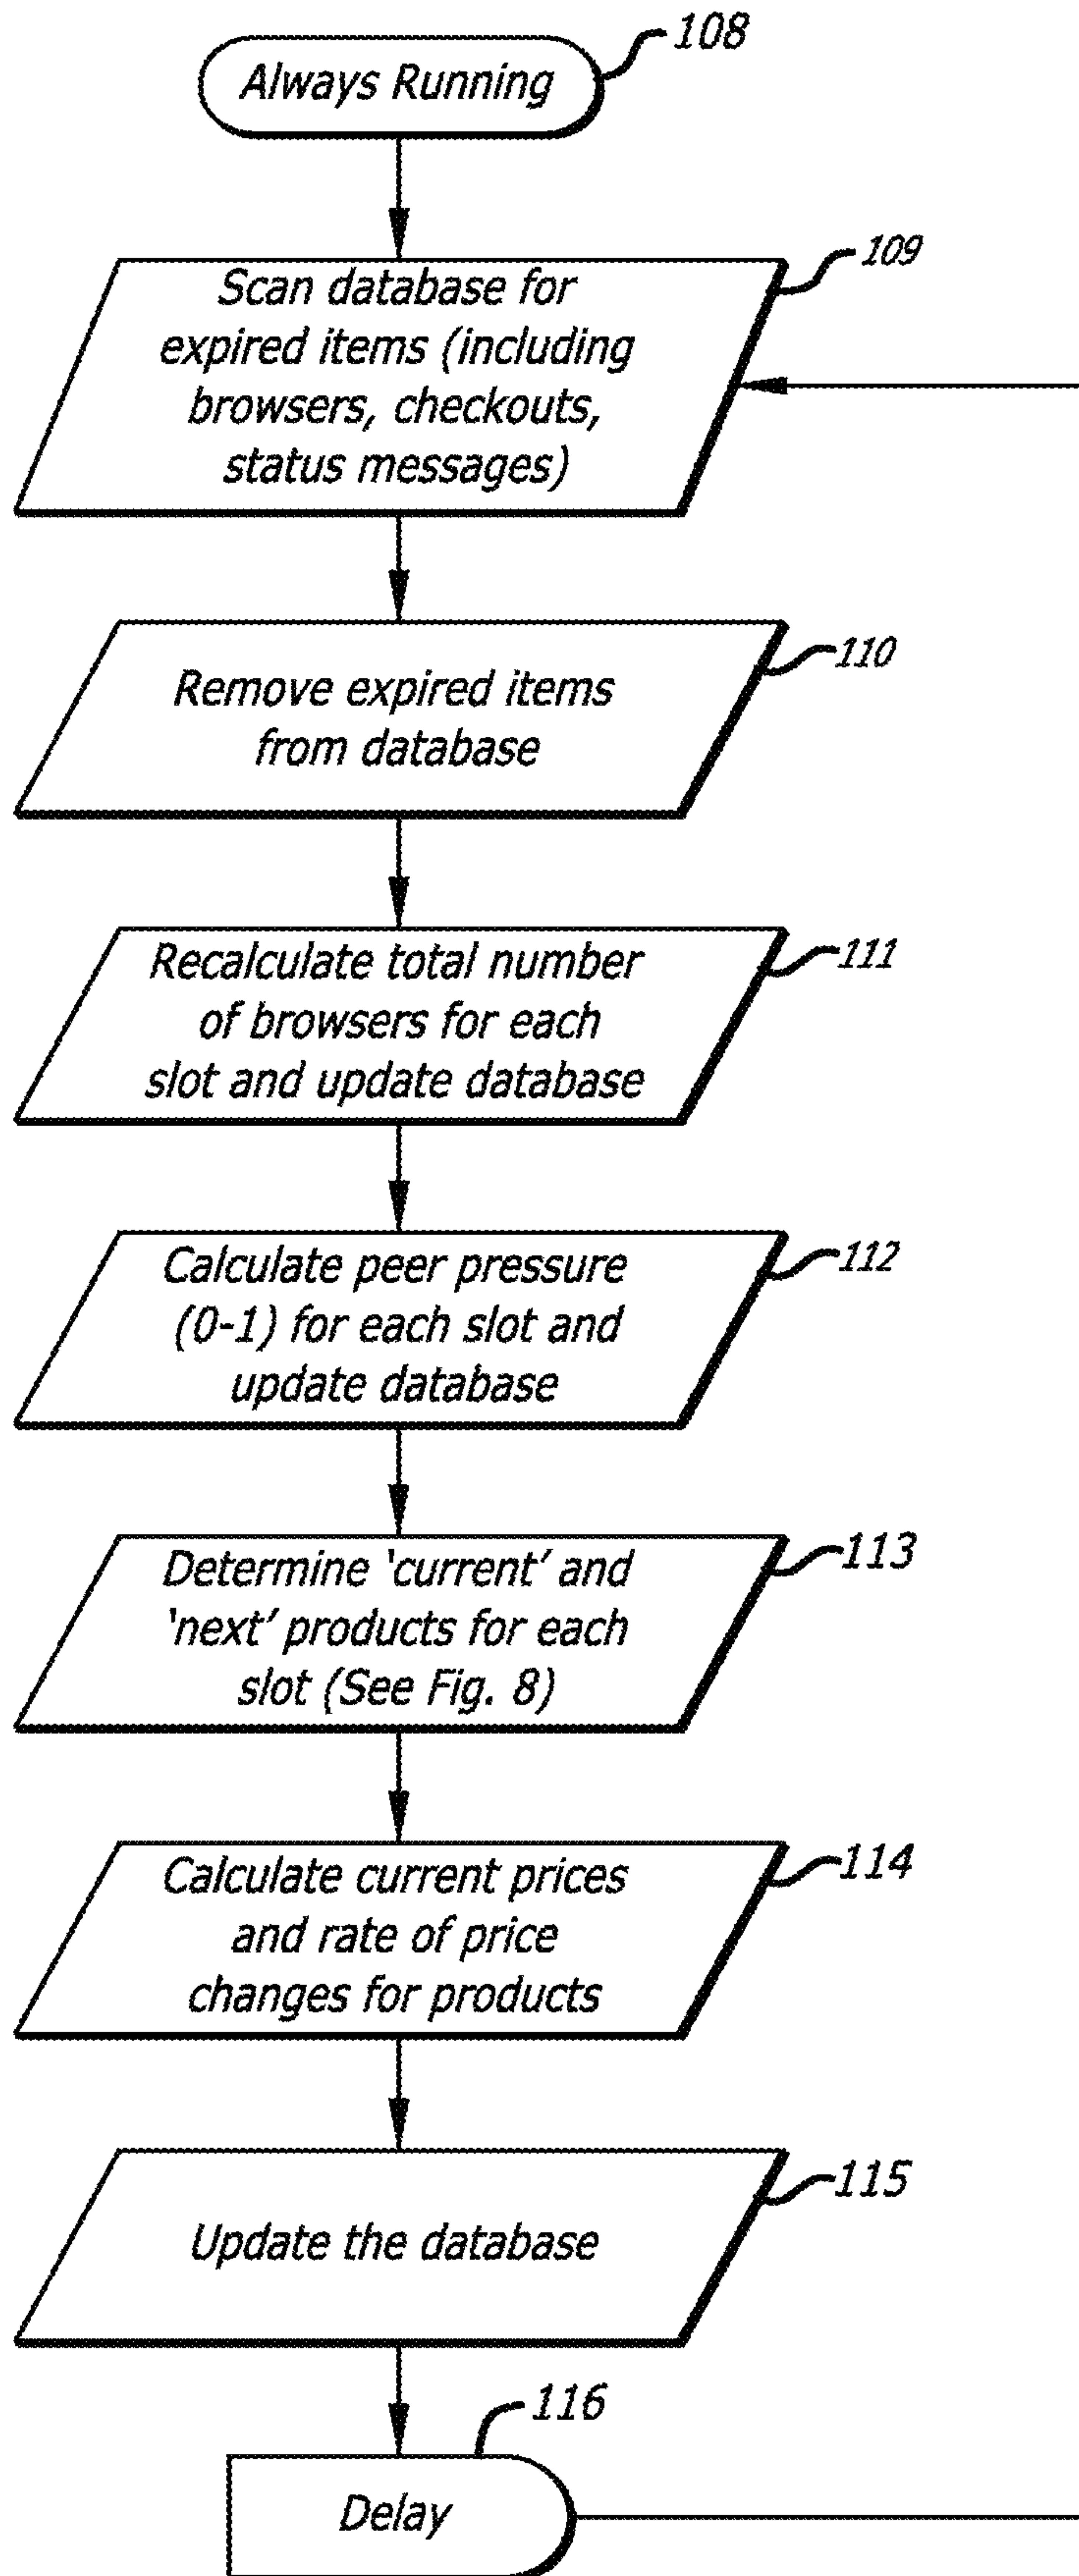 108
Always Running
109
Scan database for
expired items (including
browsers, checkouts,
status messages)
110
Remove expired items
from database
111
Recalculate total number
of browsers for each
slot and update database
112
Calculate peer pressure
(0-1) for each slot and
update database
113
Determine ‘current’ and
‘next’ products for each
slot (See Fig. 8)
114
Calculate current prices
and rate of price
changes for products
115
Update the database
116
Delay